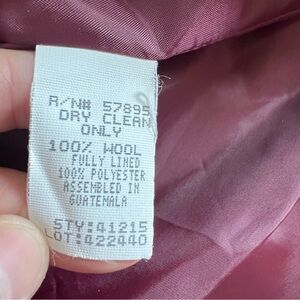 R/N# 57895
DRY CLEAN
ONLY
100% WOOL
FULLY LINED
100% POLYESTER
ASSEMBLED IN
GUATEMALA
STY:41215
LOT:422440